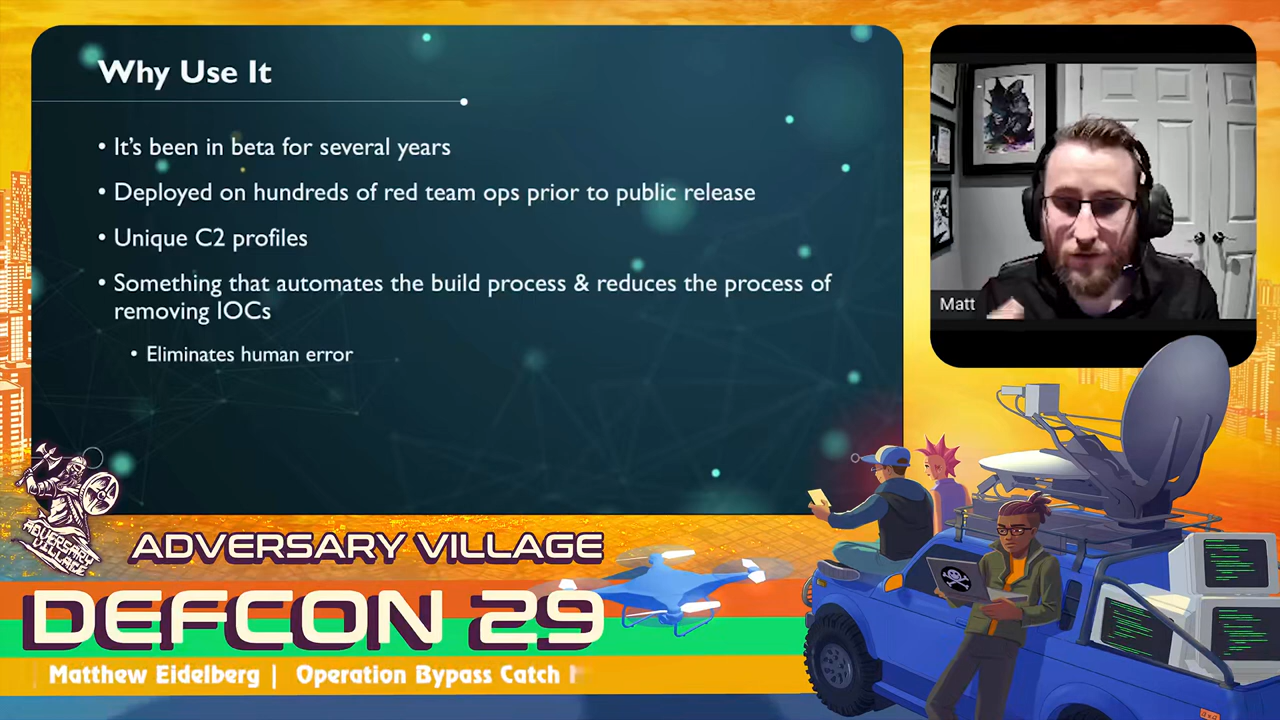 Why Use It
• It's been in beta for several years
• Deployed on hundreds of red team ops prior to public release
• Unique C2 profiles
• Something that automates the build process & reduces the process of
removing IOCs
• Eliminates human error
Matt
ADVERSARY
VILLAGE
ADVERSARY VILLAGE
DEFCON 29
Matthew Eidelberg | Operation Bypass Catch